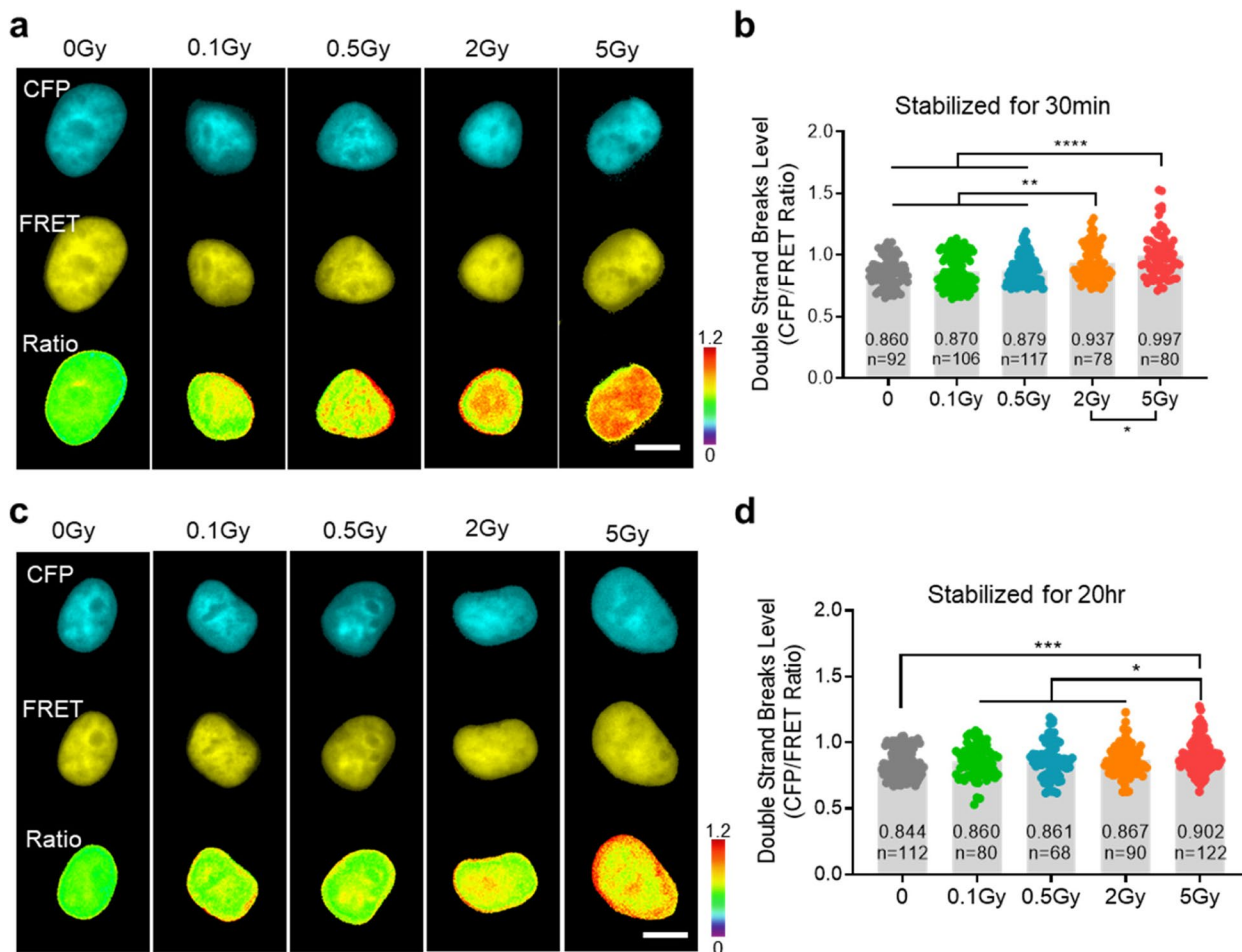 a
0Gy 0.1Gy 0.5Gy 2Gy 5Gy
CFP
FRET
Ratio
1.2
0
b
Stabilized for 30min
Double Strand Breaks Level
(CFP/FRET Ratio)
2.0
1.5
1.0
0.5
0.0
****
**
0.860 0.870 0.879 0.937 0.997
n=92 n=106 n=117 n=78 n=80
0 0.1Gy 0.5Gy 2Gy 5Gy
*
c
0Gy 0.1Gy 0.5Gy 2Gy 5Gy
CFP
FRET
Ratio
1.2
0
d
Stabilized for 20hr
Double Strand Breaks Level
(CFP/FRET Ratio)
2.0
1.5
1.0
0.5
0.0
***
*
0.844 0.860 0.861 0.867 0.902
n=112 n=80 n=68 n=90 n=122
0 0.1Gy 0.5Gy 2Gy 5Gy